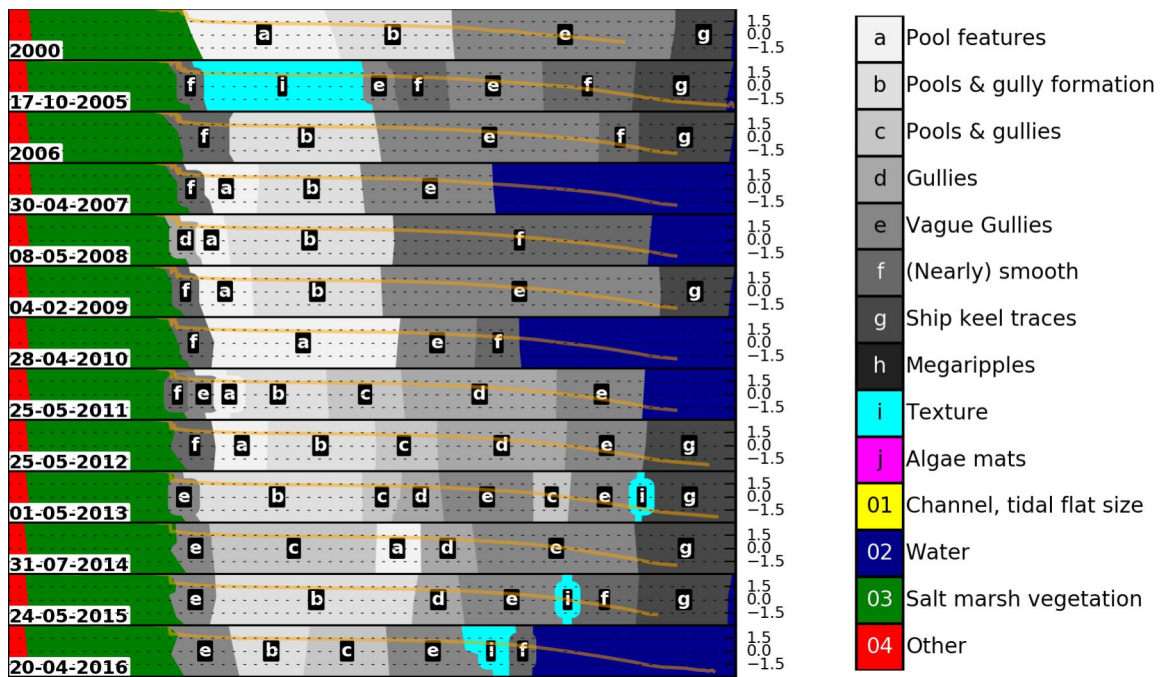 a b e g 1.5
0.0
2000 −1.5
f i e f e f g 1.5
0.0
17-10-2005 −1.5
f b e f g 1.5
0.0
2006 −1.5
f a b e 1.5
0.0
30-04-2007 −1.5
d a b f 1.5
0.0
08-05-2008 −1.5
f a b e g 1.5
0.0
04-02-2009 −1.5
f a e f 1.5
0.0
28-04-2010 −1.5
f e a b c d e 1.5
0.0
25-05-2011 −1.5
f a b c d e g 1.5
0.0
25-05-2012 −1.5
e b c d e c e i g 1.5
0.0
01-05-2013 −1.5
e c a d e g 1.5
0.0
31-07-2014 −1.5
e b d e i f g 1.5
0.0
24-05-2015 −1.5
e b c e i f 1.5
0.0
20-04-2016 −1.5
a Pool features
b Pools & gully formation
c Pools & gullies
d Gullies
e Vague Gullies
f (Nearly) smooth
g Ship keel traces
h Megaripples
i Texture
j Algae mats
01 Channel, tidal flat size
02 Water
03 Salt marsh vegetation
04 Other